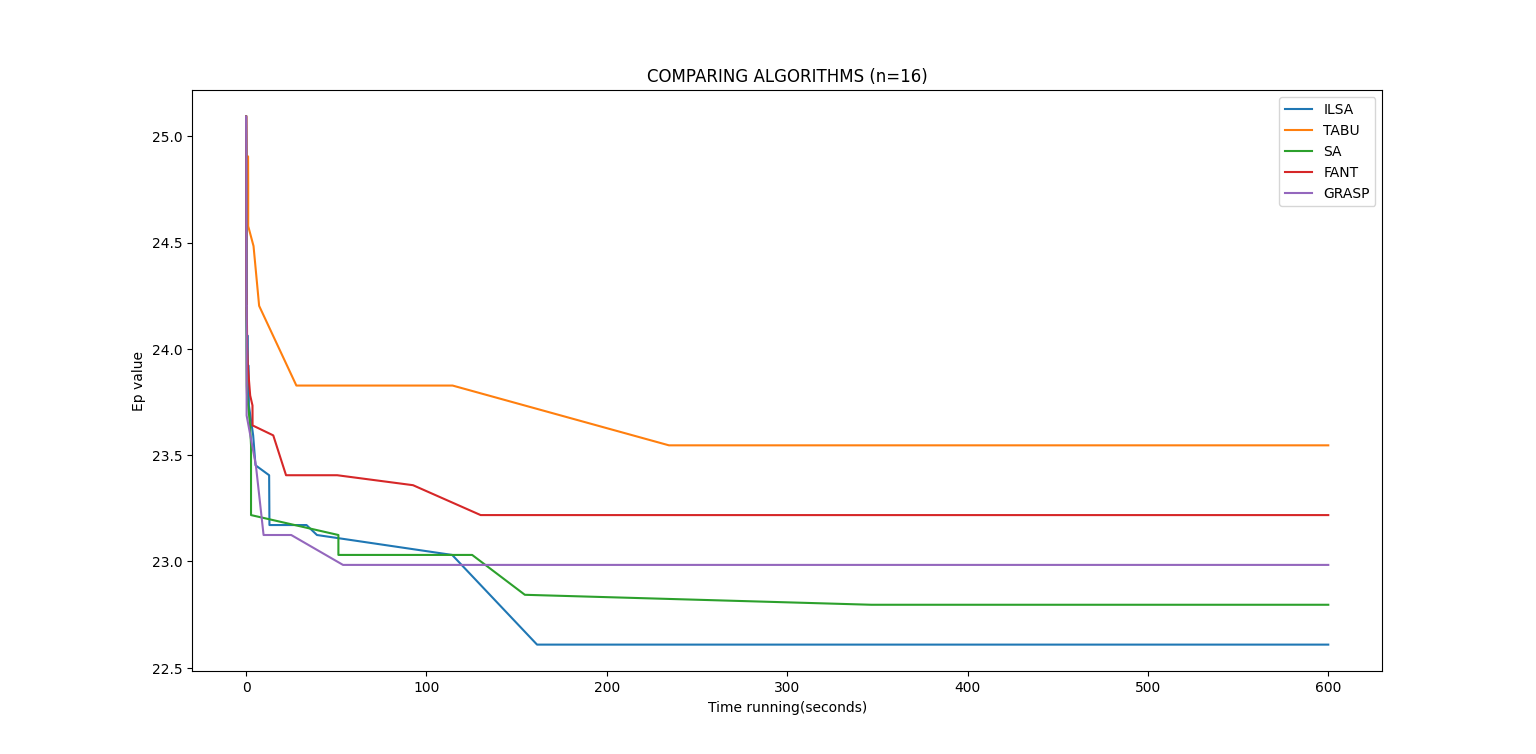 COMPARING ALGORITHMS (n=16)
ILSA
TABU
SA
FANT
GRASP
Ep value
25.0
24.5
24.0
23.5
23.0
22.5
0 100 200 300 400 500 600
Time running(seconds)